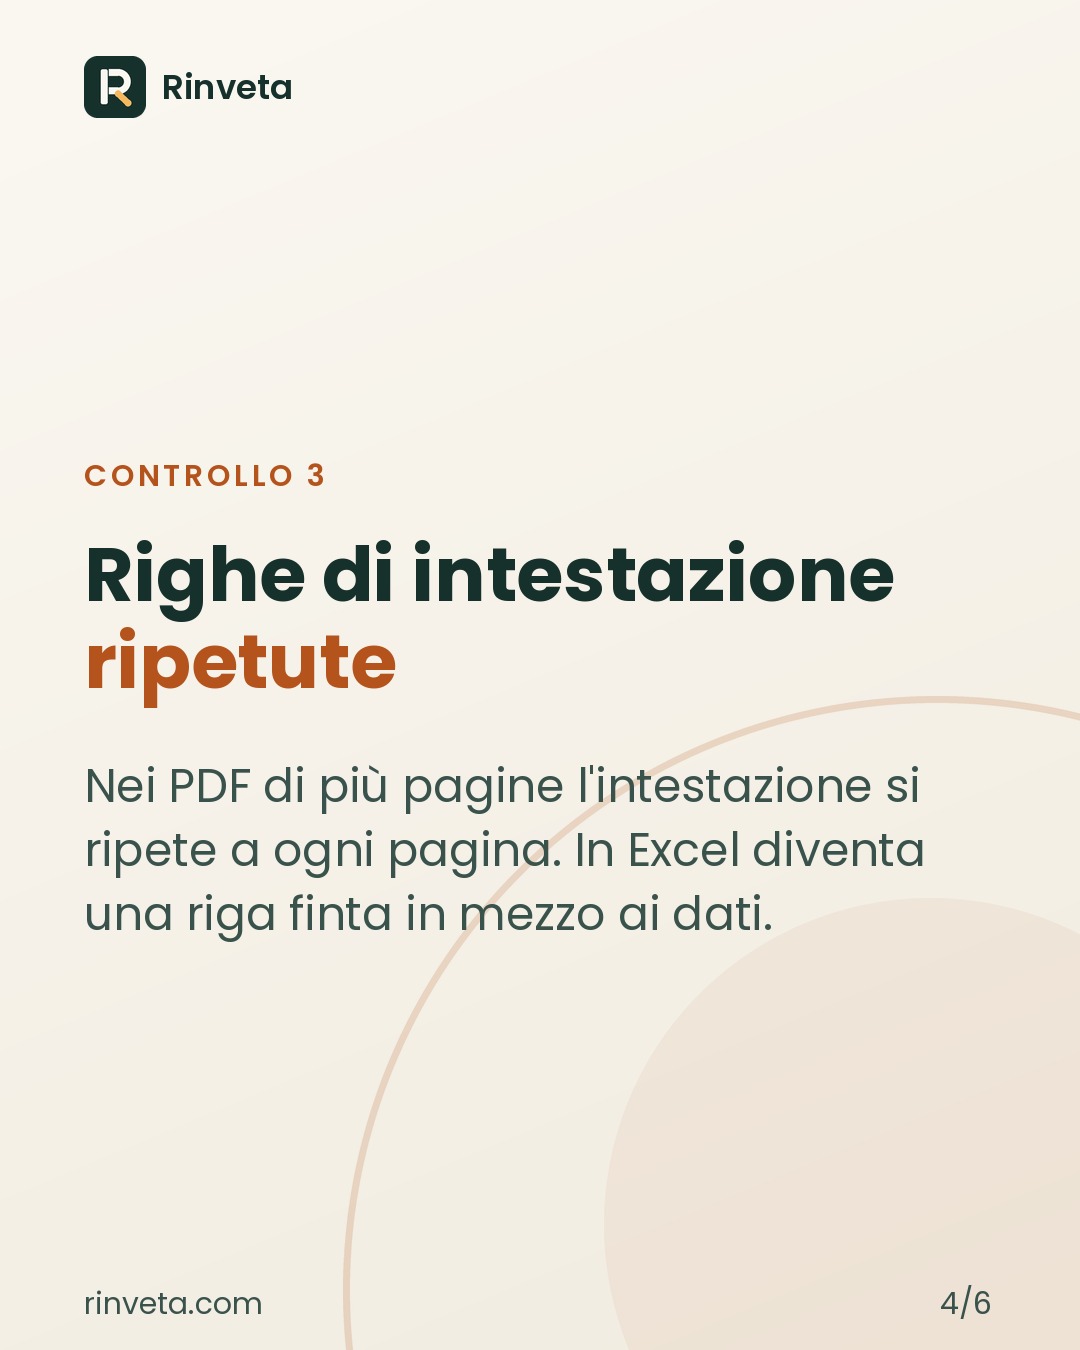 Rinveta
CONTROLLO 3
Righe di intestazione
ripetute
Nei PDF di più pagine l'intestazione si
ripete a ogni pagina. In Excel diventa
una riga finta in mezzo ai dati.
rinveta.com
4/6